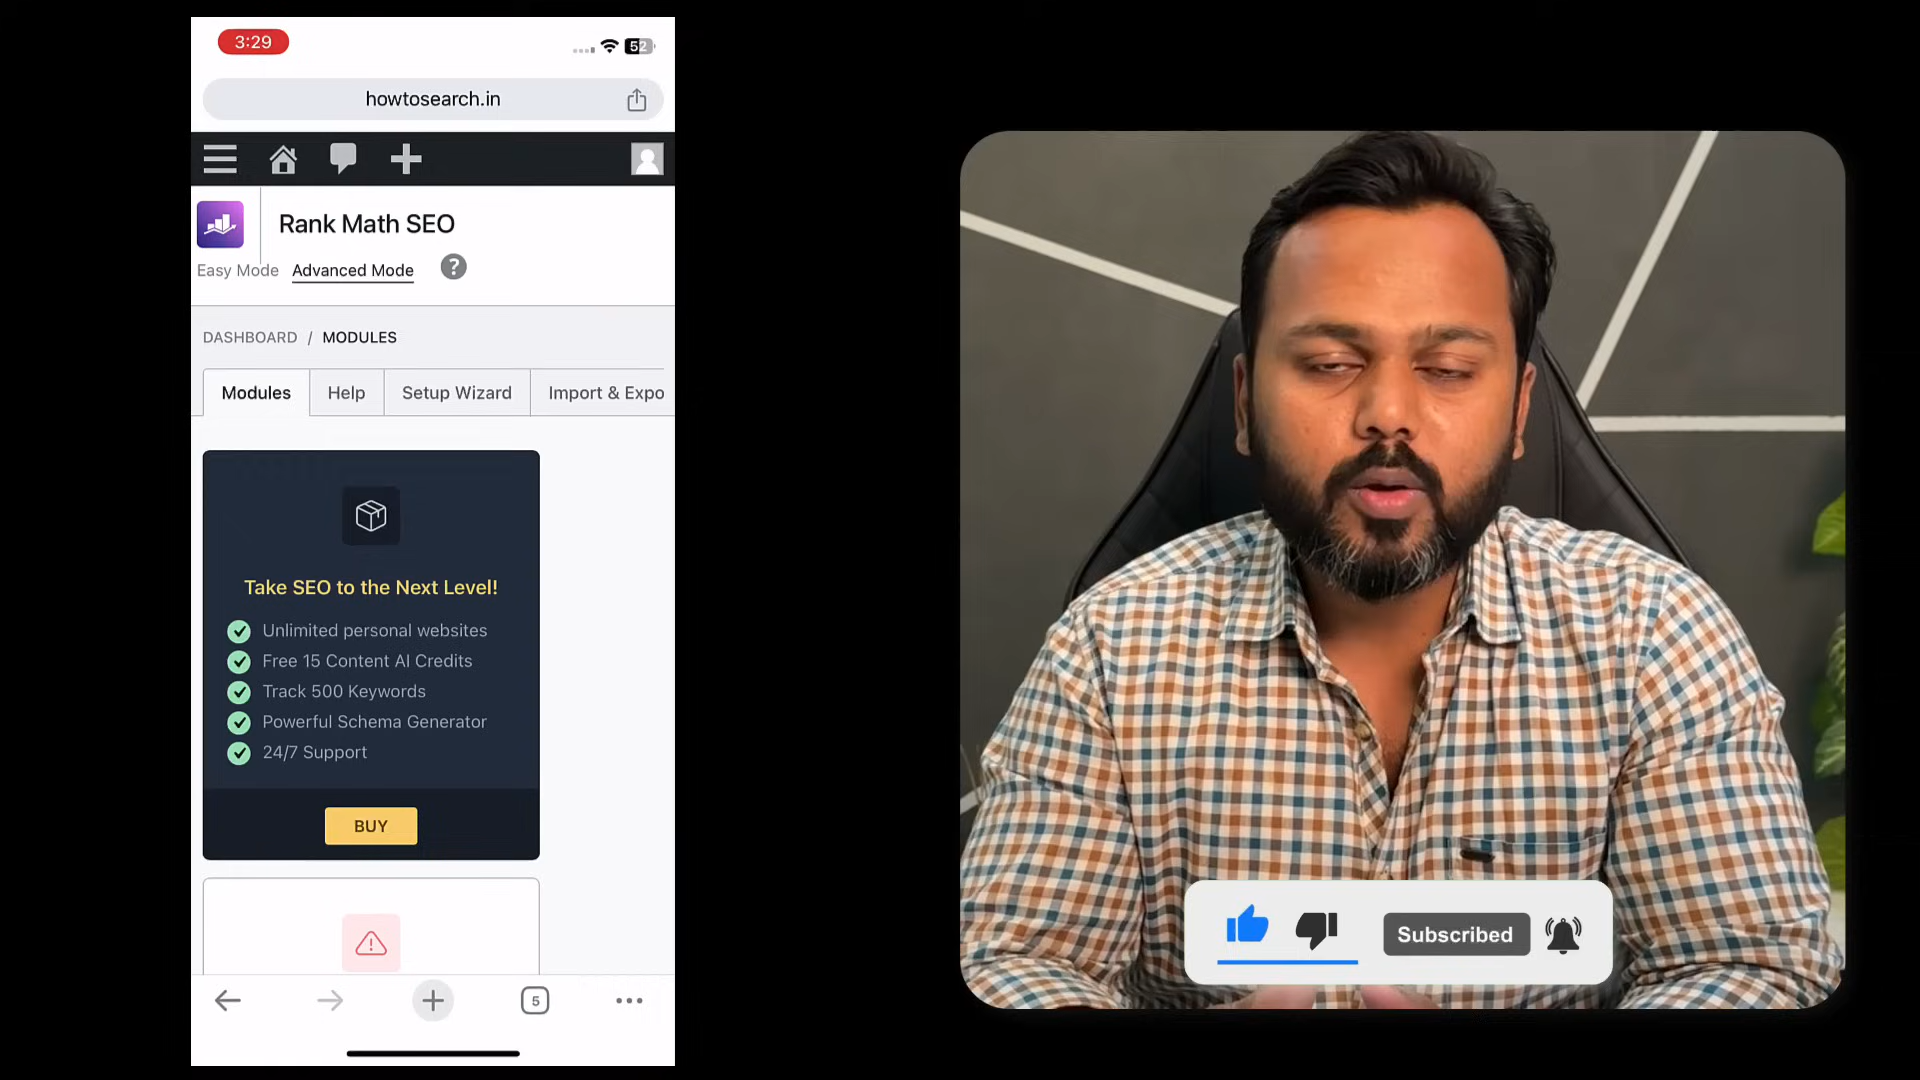 3:29
52
howtosearch.in
Rank Math SEO
Easy Mode Advanced Mode ?
DASHBOARD / MODULES
Modules Help Setup Wizard Import & Expo
Take SEO to the Next Level!
Unlimited personal websites
Free 15 Content AI Credits
Track 500 Keywords
Powerful Schema Generator
24/7 Support
BUY
Subscribed
5